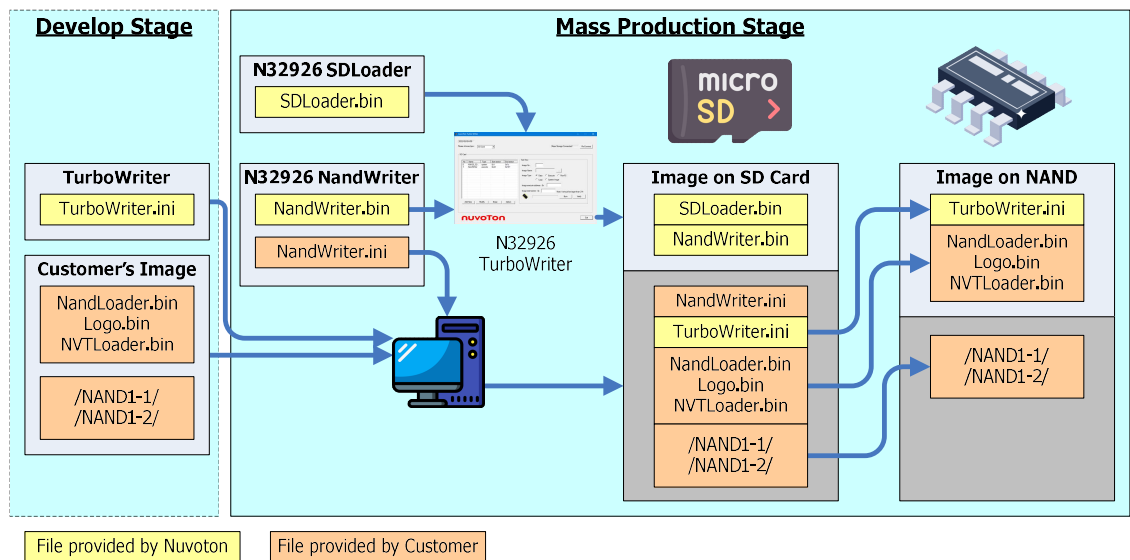 Develop Stage
Mass Production Stage
N32926 SDLoader
SDLoader.bin
micro
SD
TurboWriter
TurboWriter.ini
N32926 NandWriter
NandWriter.bin
NandWriter.ini
nuvoTon
N32926
TurboWriter
Image on SD Card
SDLoader.bin
NandWriter.bin
Image on NAND
TurboWriter.ini
NandLoader.bin
Logo.bin
NVTLoader.bin
Customer's Image
NandLoader.bin
Logo.bin
NVTLoader.bin
/NAND1-1/
/NAND1-2/
NandWriter.ini
TurboWriter.ini
NandLoader.bin
Logo.bin
NVTLoader.bin
/NAND1-1/
/NAND1-2/
/NAND1-1/
/NAND1-2/
File provided by Nuvoton
File provided by Customer